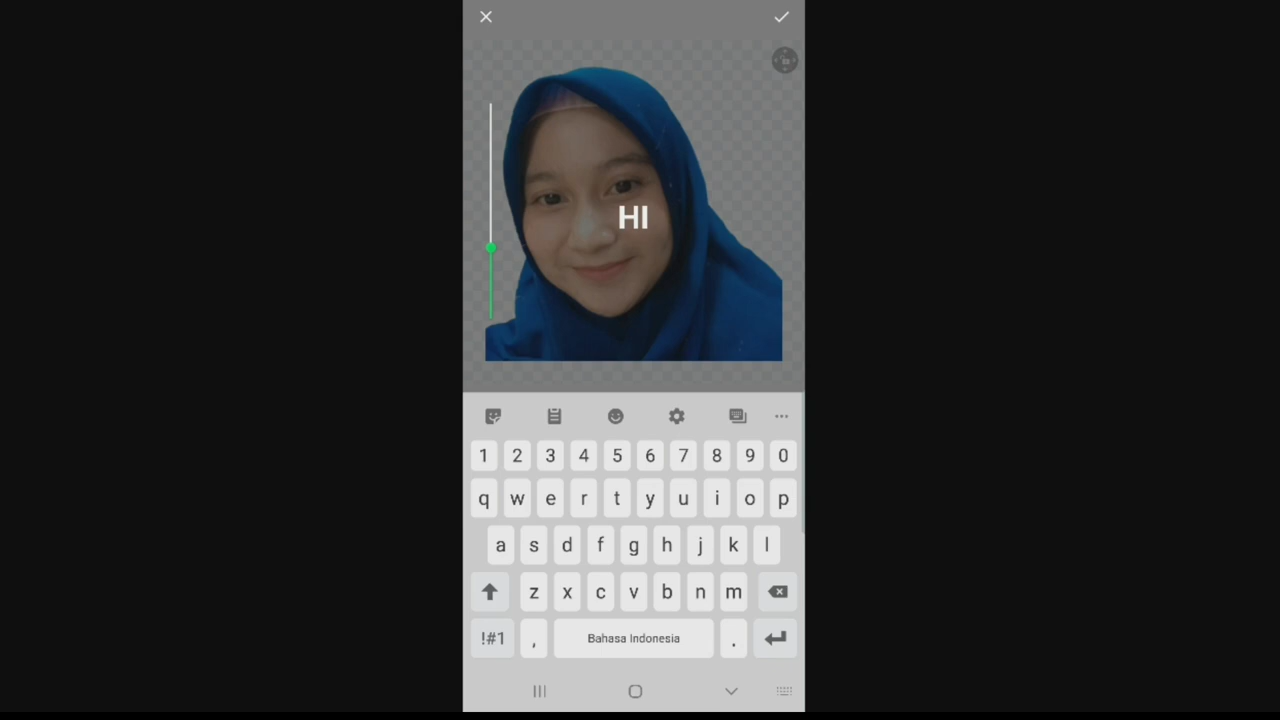 HI
1 2 3 4 5 6 7 8 9 0
q w e r t y u i o p
a s d f g h j k l
z x c v b n m
!#1 , Bahasa Indonesia .